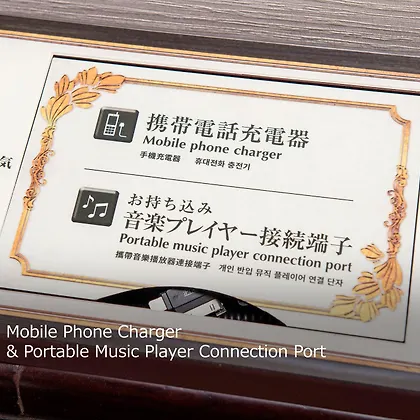 携帯電話充電器
Mobile phone charger
手機充電器 휴대전화 충전기
気
お持ち込み
音楽プレイヤー接続端子
Portable music player connection port
攜帶音樂播放器連接端子 개인 반입 뮤직 플레이어 연결 단자
Mobile Phone Charger
& Portable Music Player Connection Port